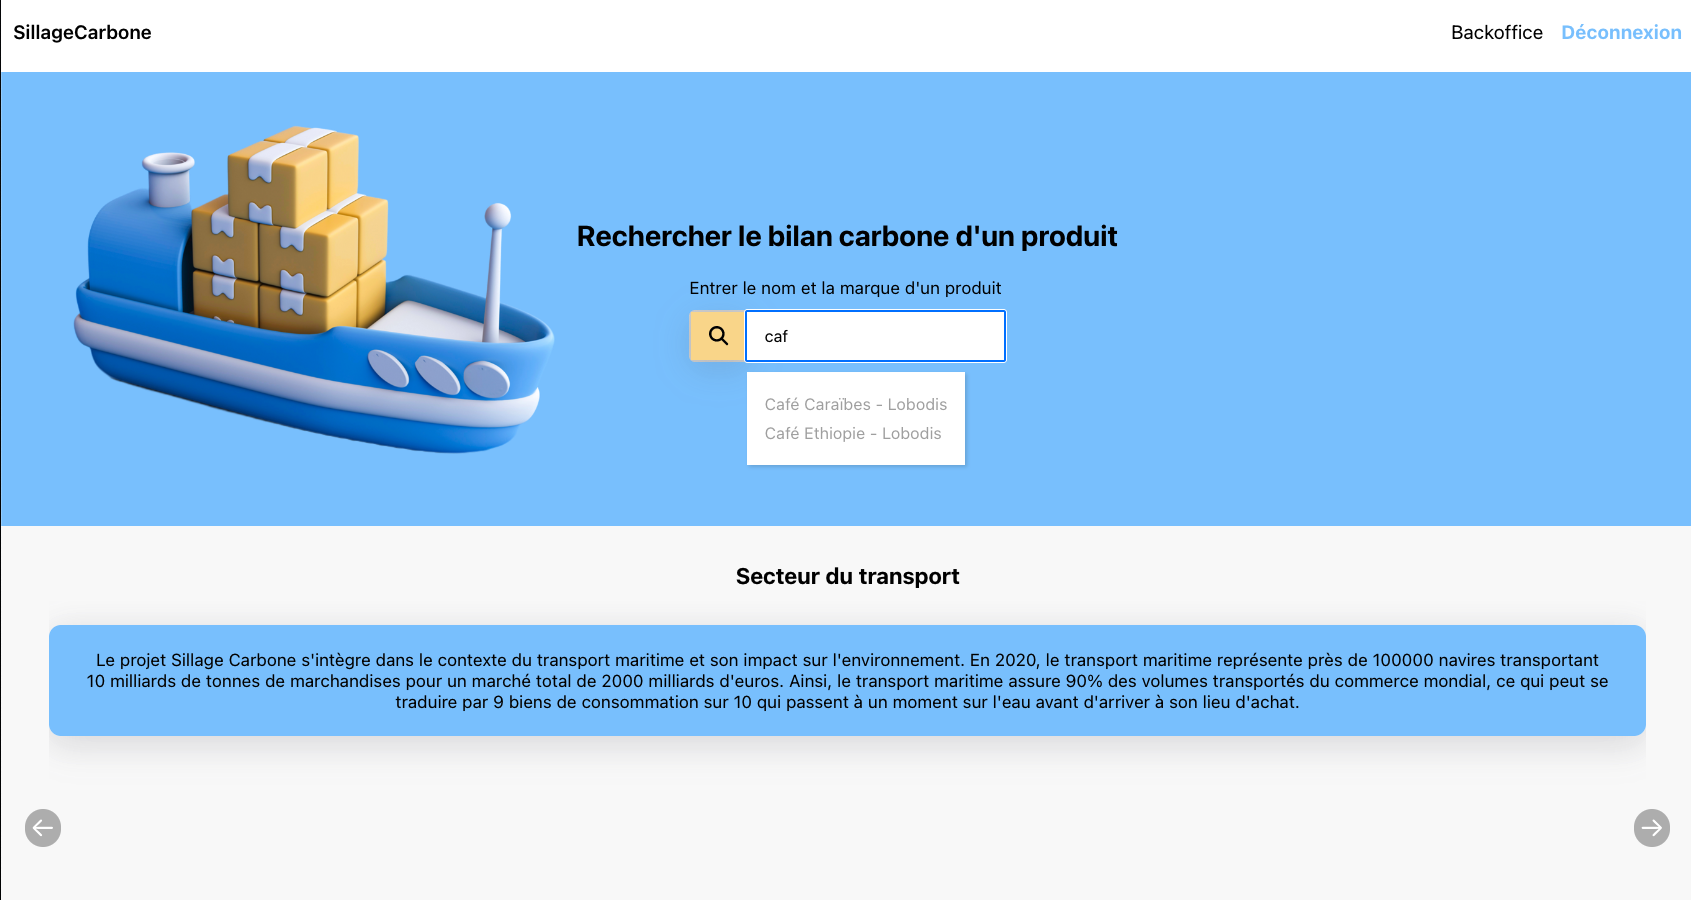 SillageCarbone
Backoffice Déconnexion
Rechercher le bilan carbone d'un produit
Entrer le nom et la marque d'un produit
caf
Café Caraïbes - Lobodis
Café Ethiopie - Lobodis
Secteur du transport
Le projet Sillage Carbone s'intègre dans le contexte du transport maritime et son impact sur l'environnement. En 2020, le transport maritime représente près de 100000 navires transportant
10 milliards de tonnes de marchandises pour un marché total de 2000 milliards d'euros. Ainsi, le transport maritime assure 90% des volumes transportés du commerce mondial, ce qui peut se
traduire par 9 biens de consommation sur 10 qui passent à un moment sur l'eau avant d'arriver à son lieu d'achat.